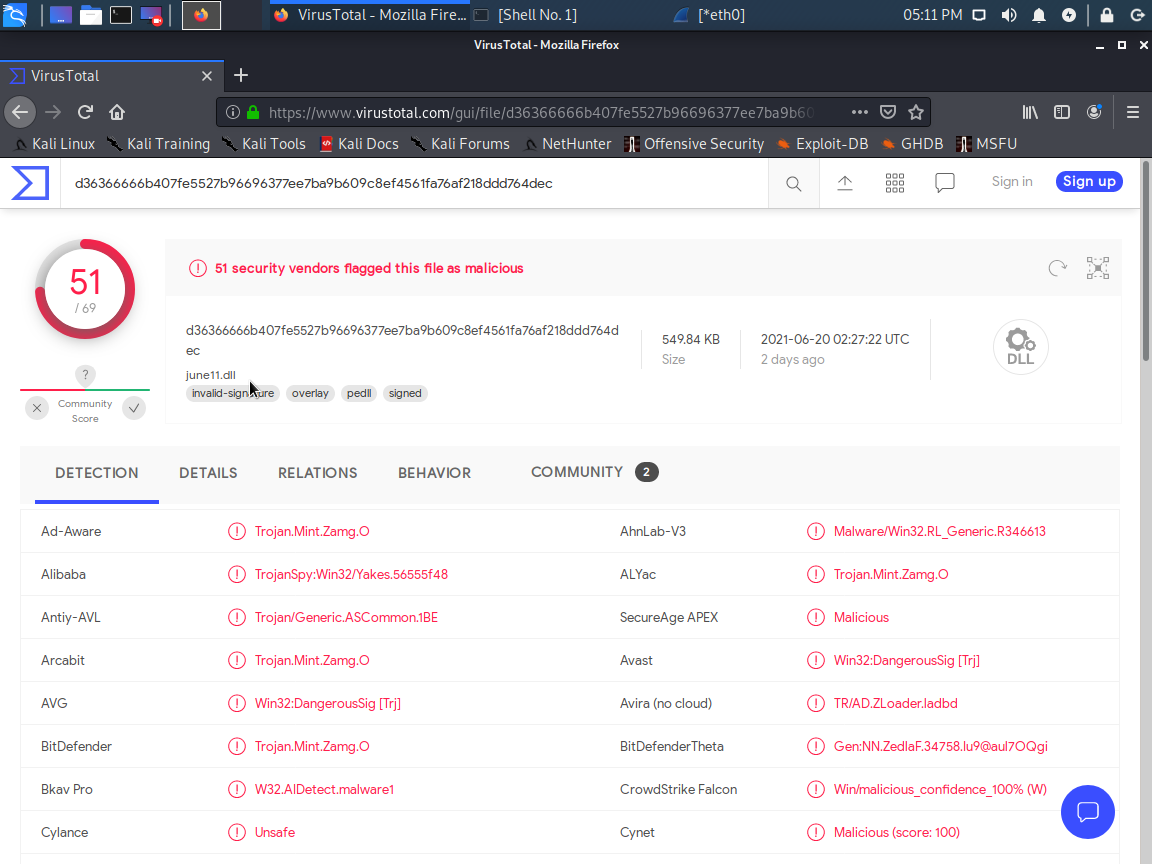 VirusTotal - Mozilla Fire...
[Shell No. 1]
[*eth0]
05:11 PM
VirusTotal - Mozilla Firefox
VirusTotal
https://www.virustotal.com/gui/file/d36366666b407fe5527b96696377ee7ba9b60
Kali Linux
Kali Training
Kali Tools
Kali Docs
Kali Forums
NetHunter
Offensive Security
Exploit-DB
GHDB
MSFU
d36366666b407fe5527b96696377ee7ba9b609c8ef4561fa76af218ddd764dec
Sign in
Sign up
51
/ 69
?
Community
Score
51 security vendors flagged this file as malicious
d36366666b407fe5527b96696377ee7ba9b609c8ef4561fa76af218ddd764d
ec
june11.dll
invalid-signature
overlay
pedll
signed
549.84 KB
Size
2021-06-20 02:27:22 UTC
2 days ago
DLL
DETECTION
DETAILS
RELATIONS
BEHAVIOR
COMMUNITY
2
Ad-Aware
Trojan.Mint.Zamg.O
AhnLab-V3
Malware/Win32.RL_Generic.R346613
Alibaba
TrojanSpy:Win32/Yakes.56555f48
ALYac
Trojan.Mint.Zamg.O
Antiy-AVL
Trojan/Generic.ASCommon.1BE
SecureAge APEX
Malicious
Arcabit
Trojan.Mint.Zamg.O
Avast
Win32:DangerousSig [Trj]
AVG
Win32:DangerousSig [Trj]
Avira (no cloud)
TR/AD.ZLoader.ladbd
BitDefender
Trojan.Mint.Zamg.O
BitDefenderTheta
Gen:NN.ZedlaF.34758.lu9@aul7OQgi
Bkav Pro
W32.AIDetect.malware1
CrowdStrike Falcon
Win/malicious_confidence_100% (W)
Cylance
Unsafe
Cynet
Malicious (score: 100)